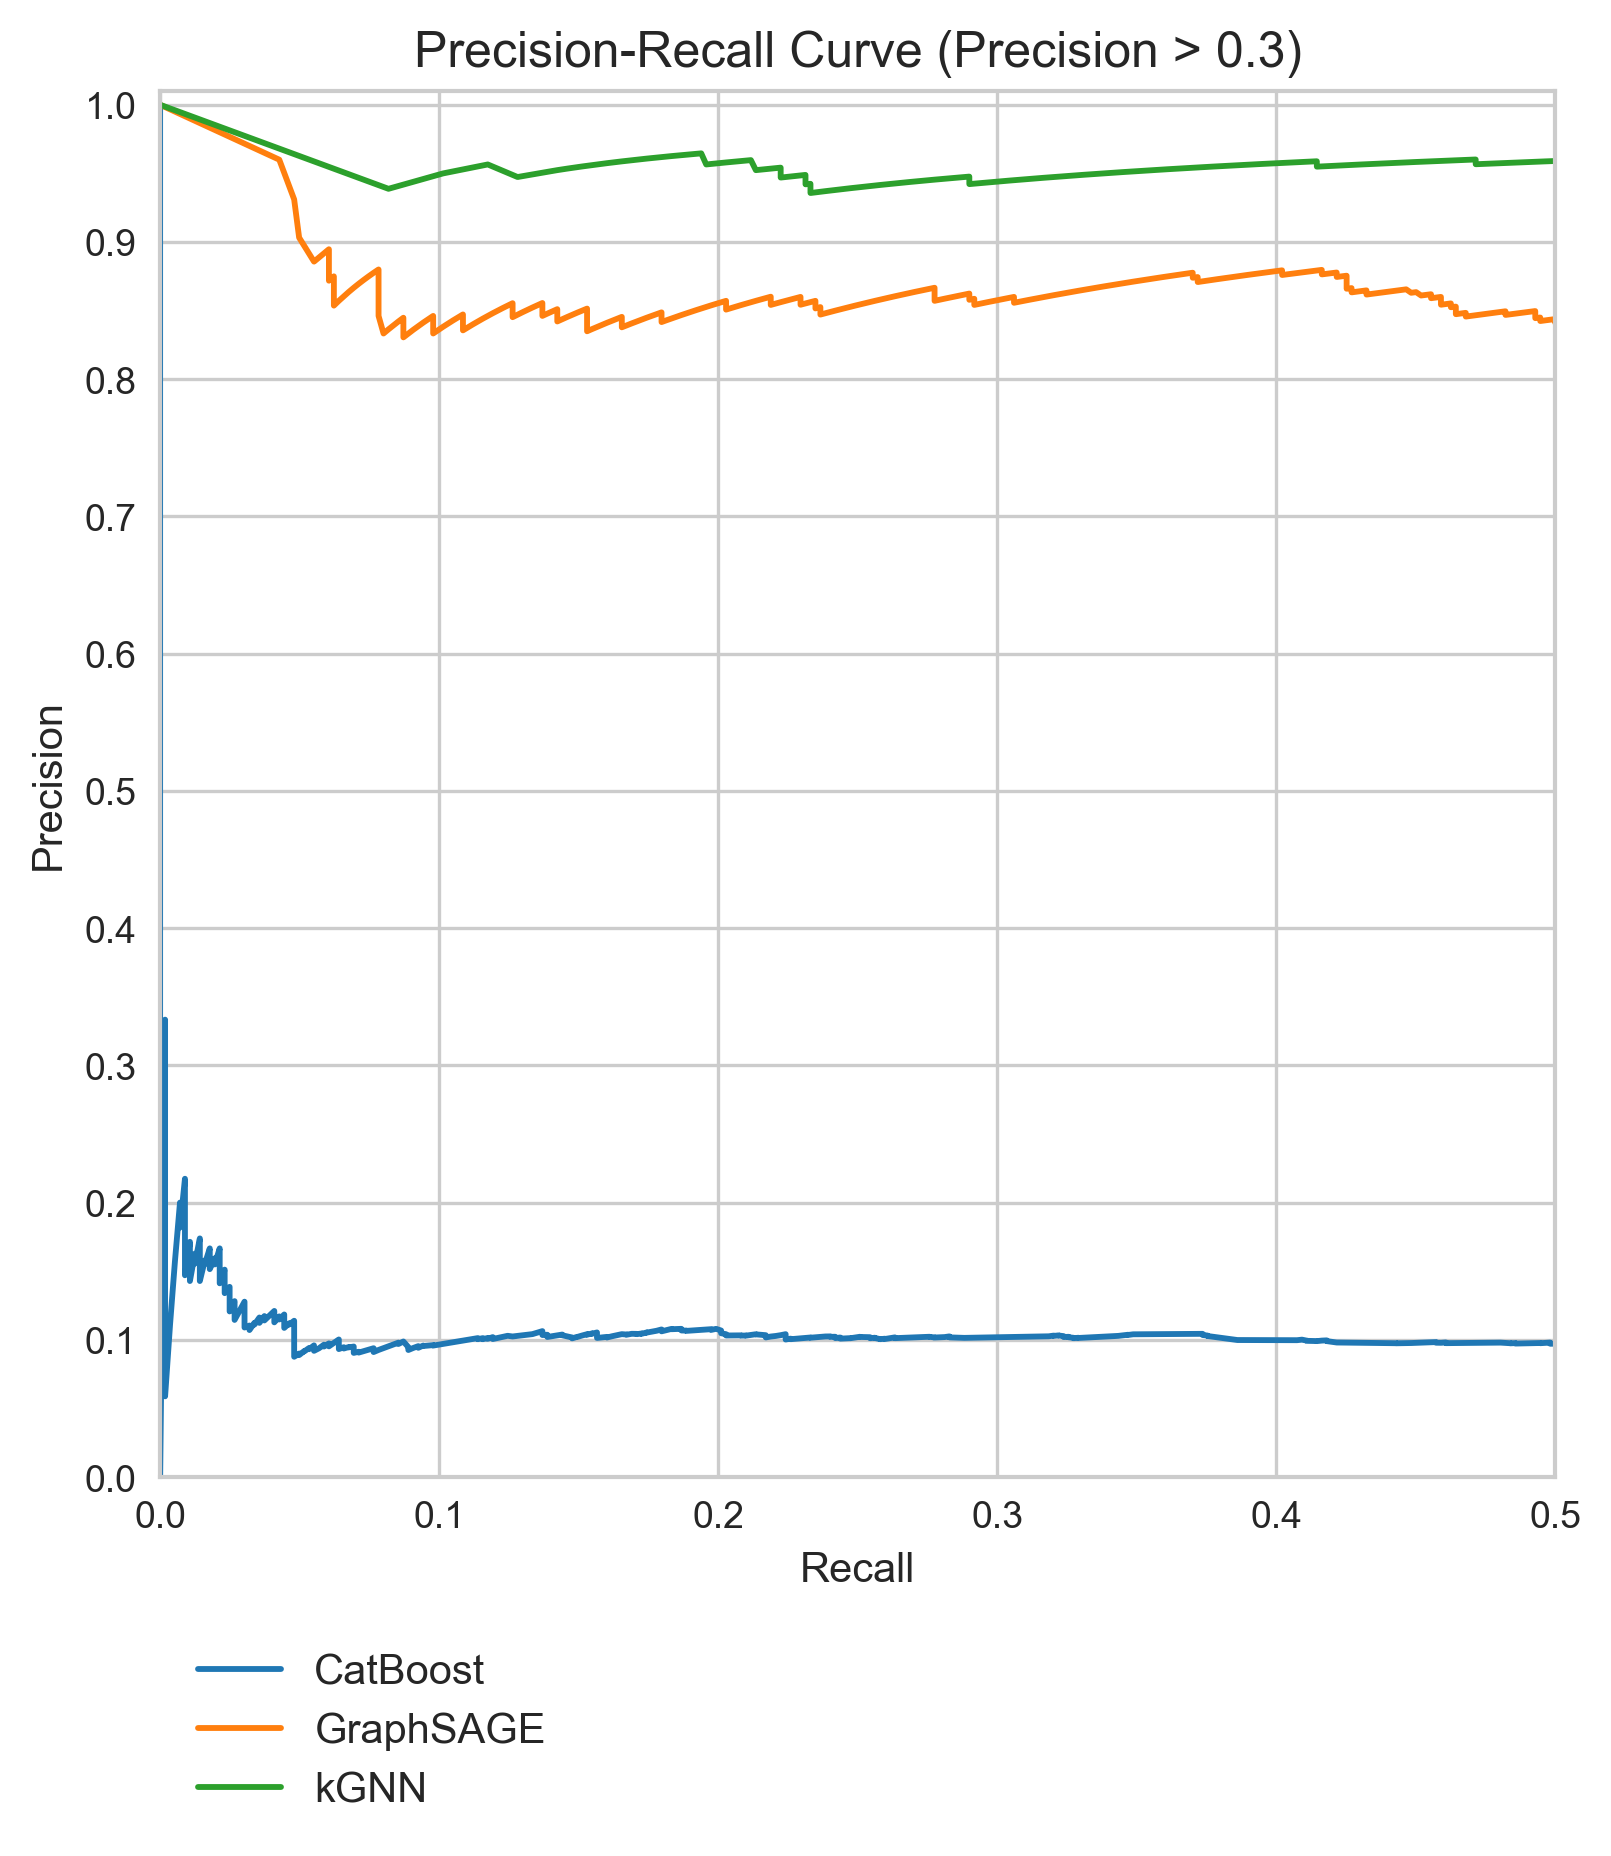 Precision-Recall Curve (Precision > 0.3)
1.0
0.9
0.8
0.7
0.6
0.5
0.4
0.3
0.2
0.1
0.0
Precision
0.0 0.1 0.2 0.3 0.4 0.5
Recall
CatBoost
GraphSAGE
kGNN